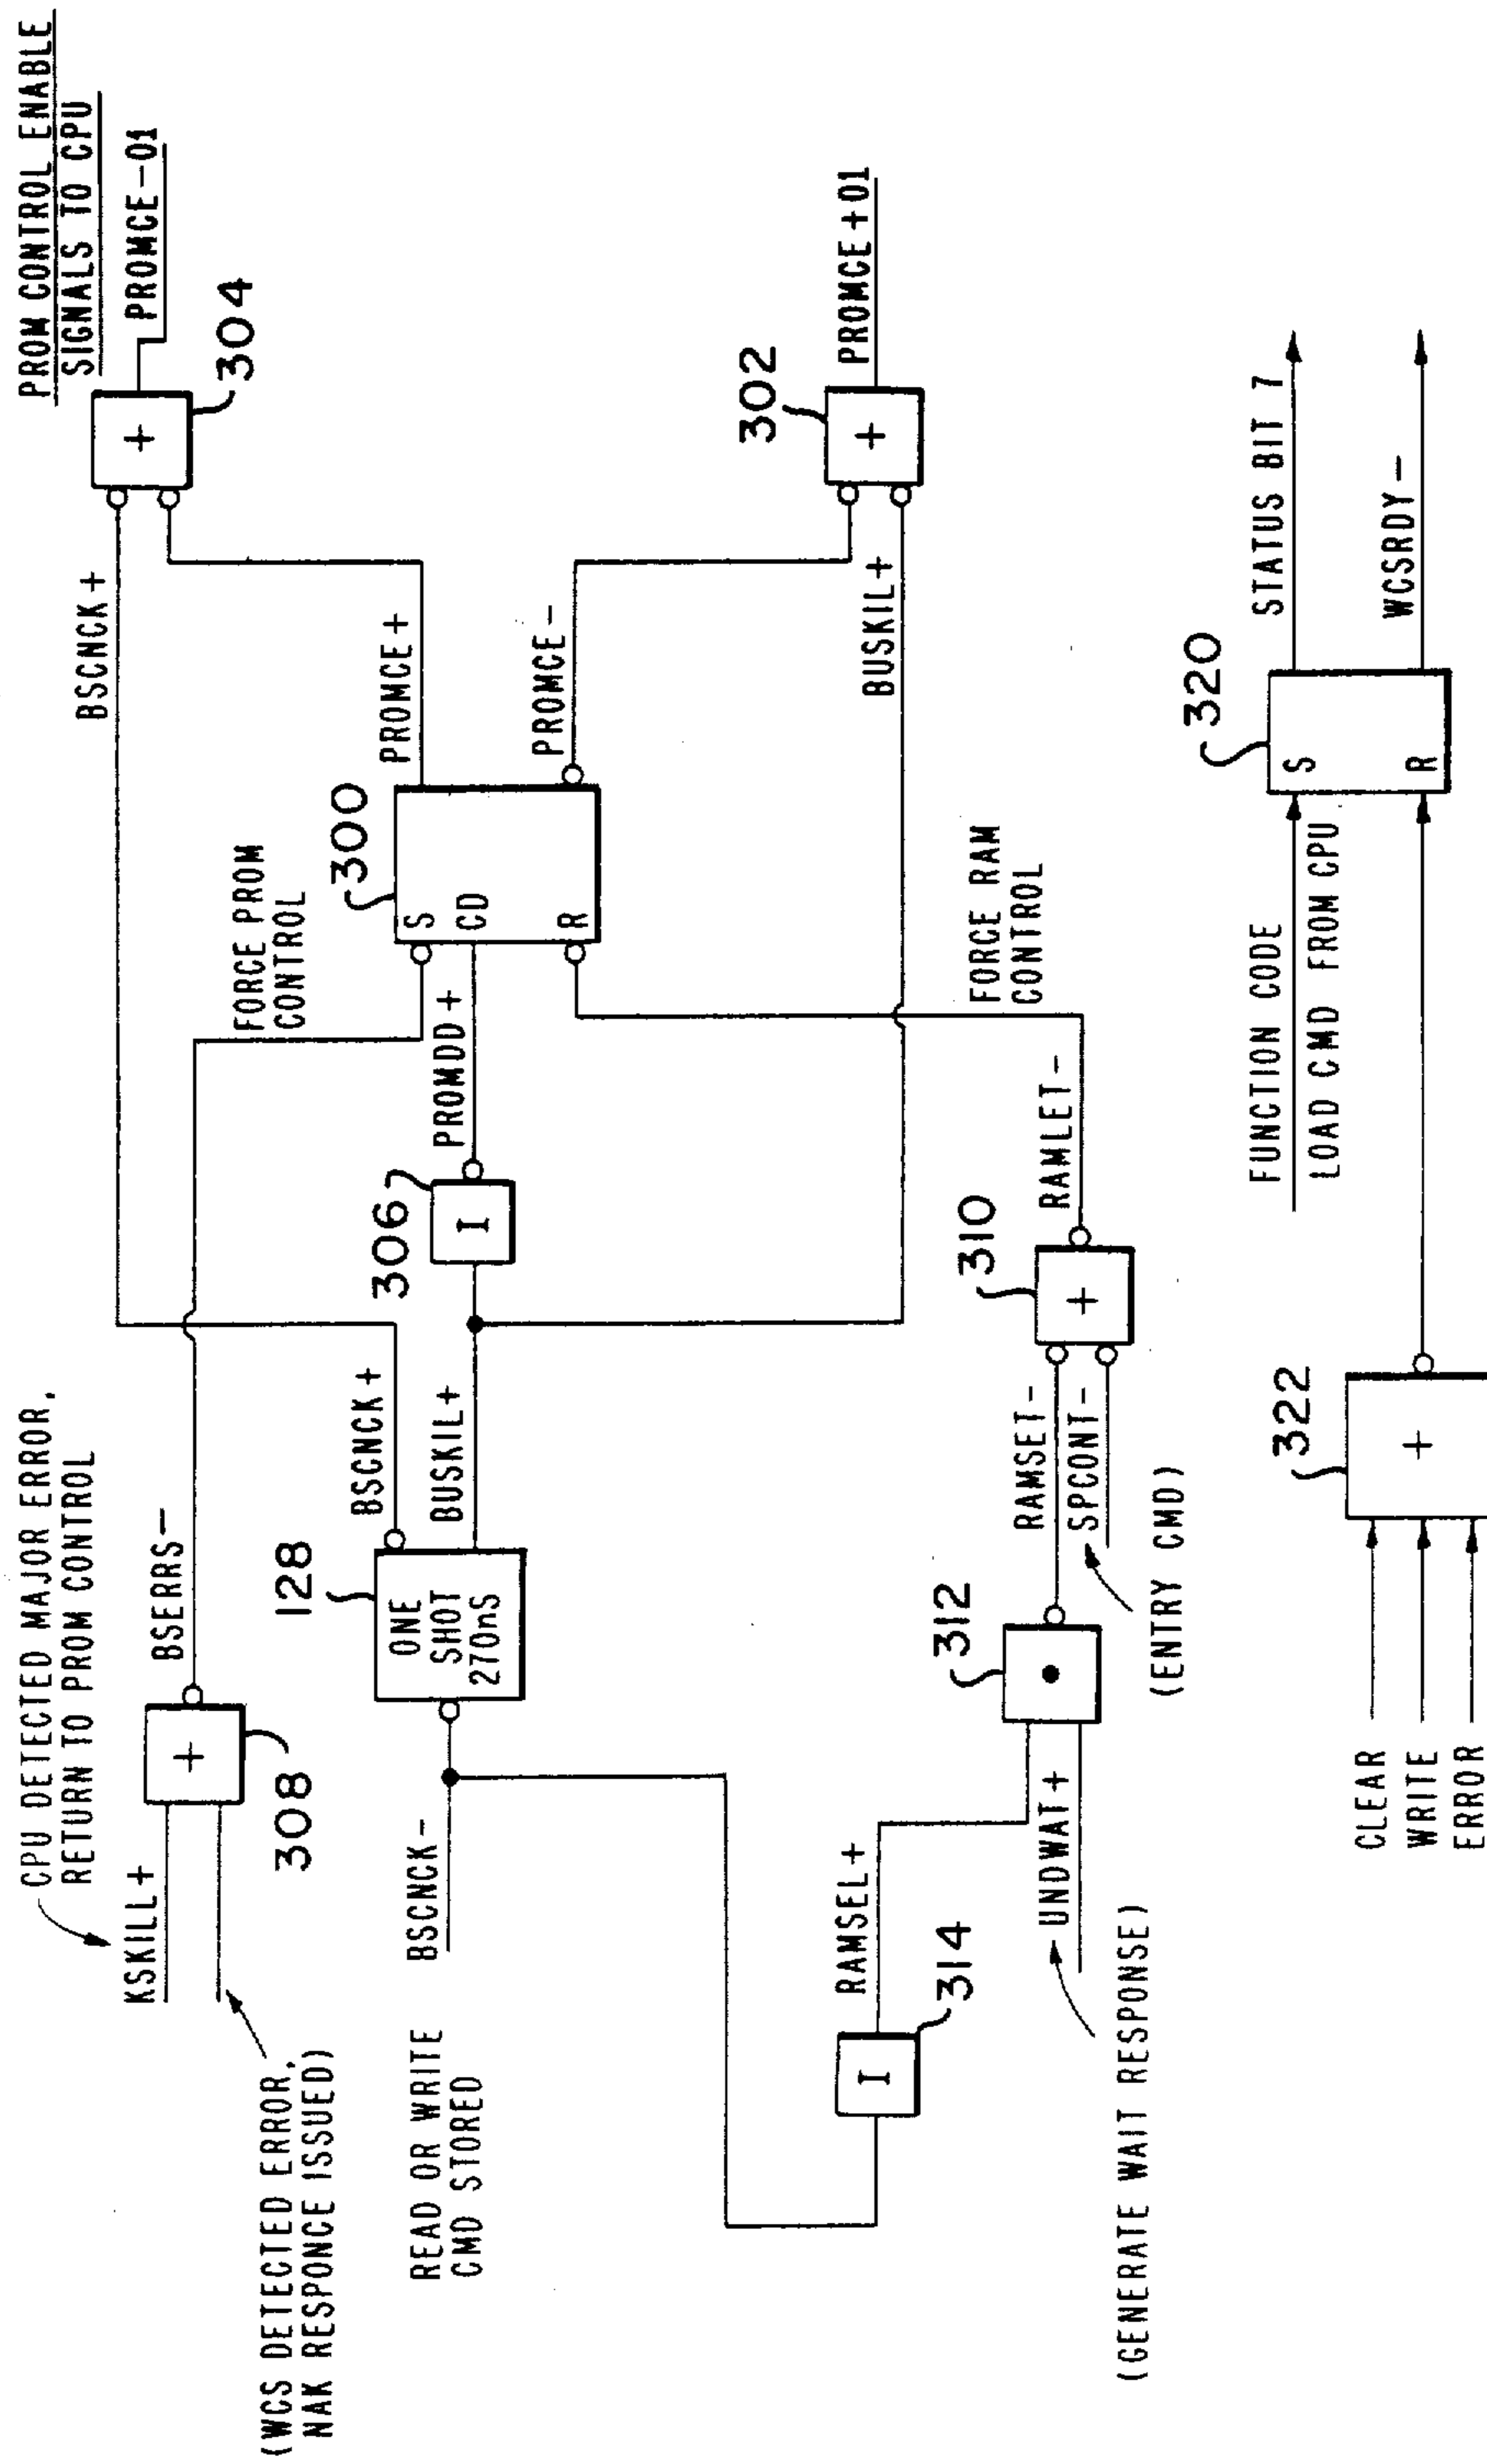 CPU DETECTED MAJOR ERROR,
RETURN TO PROM CONTROL
KSKILL+
(WCS DETECTED ERROR,
NAK RESPONCE ISSUED)
+
308
BSERRS-
FORCE PROM
CONTROL
BSCNCK+
PROM CONTROL ENABLE
SIGNALS TO CPU
+
304
PROMCE-01
READ OR WRITE
CMD STORED
BSCNCK-
128
ONE
SHOT
270nS
BSCNCK+
BUSKIL+
306
I
PROMDD+
300
S
CD
R
PROMCE+
PROMCE-
BUSKIL+
302
+
PROMCE+01
I
314
RAMSEL+
UNDWAT+
(GENERATE WAIT RESPONSE)
312
•
RAMSET-
SPCONT-
(ENTRY CMD)
310
+
RAMLET-
FORCE RAM
CONTROL
CLEAR
WRITE
ERROR
322
+
FUNCTION CODE
LOAD CMD FROM CPU
320
S
R
STATUS BIT 7
WCSRDY-